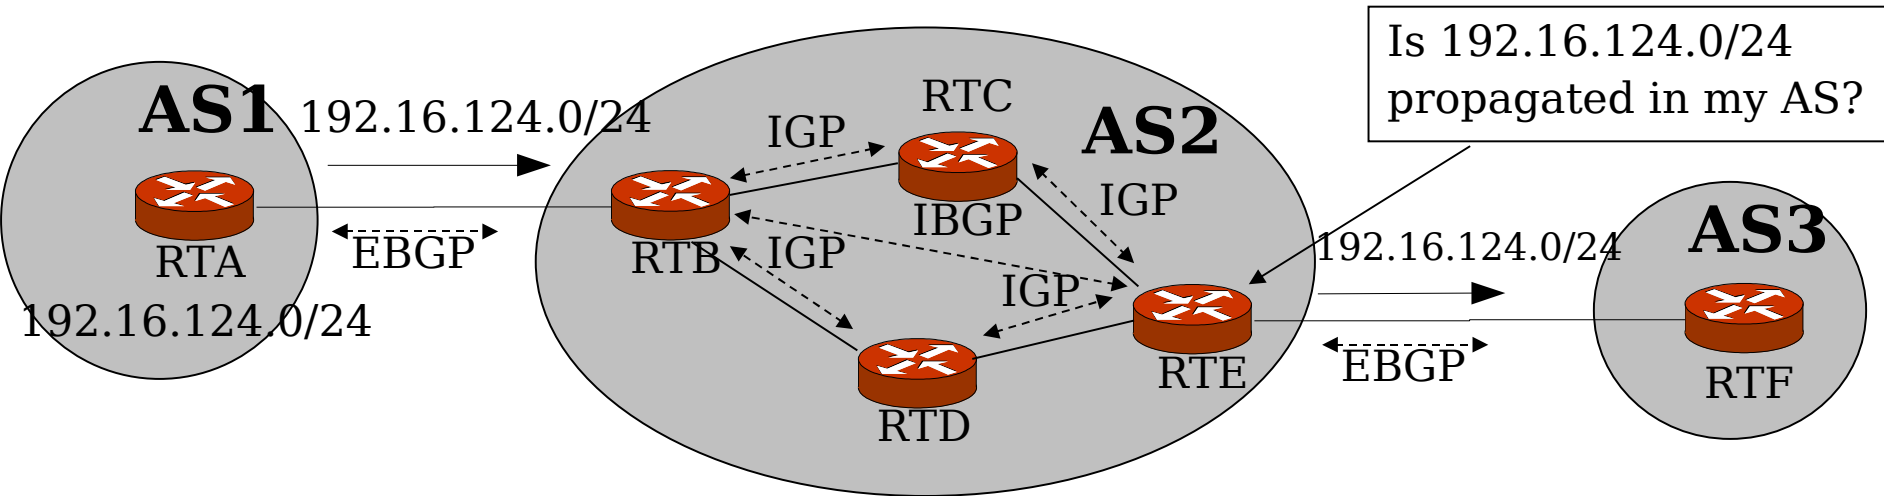 Is 192.16.124.0/24
propagated in my AS?
AS1
192.16.124.0/24
RTA
192.16.124.0/24
EBGP
AS2
RTC
IGP
IBGP
IGP
RTB
IGP
IGP
RTD
RTE
192.16.124.0/24
EBGP
AS3
RTF